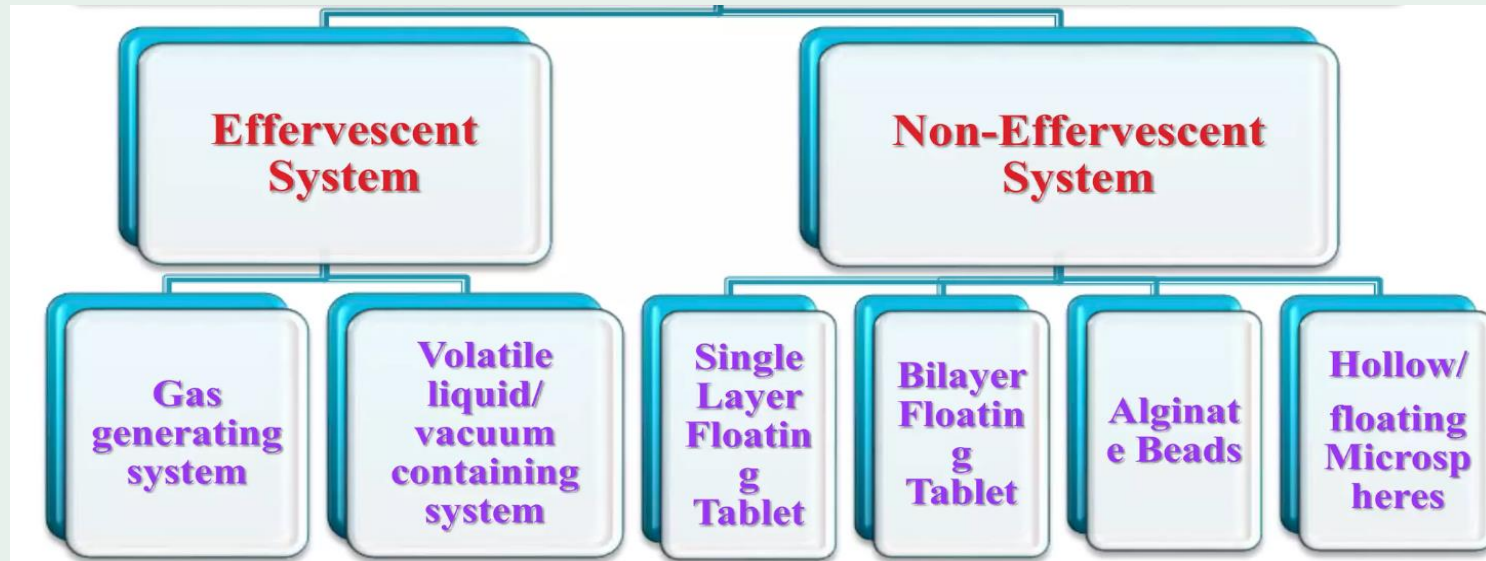 Effervescent
System
Non-Effervescent
System
Gas
generating
system
Volatile
liquid/
vacuum
containing
system
Single
Layer
Floatin
g
Tablet
Bilayer
Floatin
g
Tablet
Alginat
e Beads
Hollow/
floating
Microsp
heres